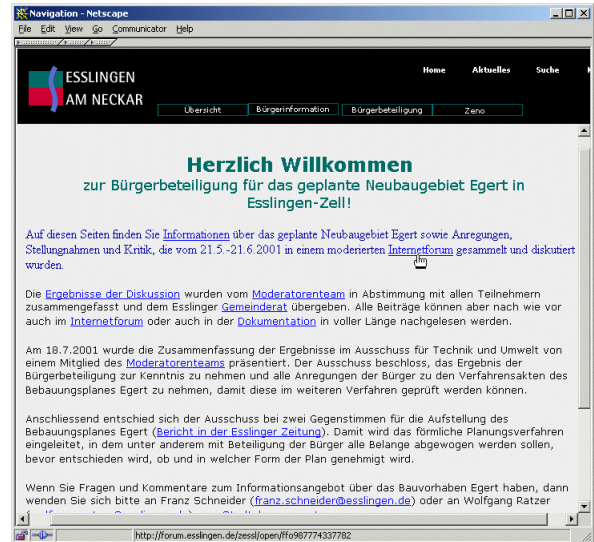 Navigation - Netscape
File Edit View Go Communicator Help
ESSLINGEN
AM NECKAR
Home Aktuelles Suche
Übersicht Bürgerinformation Bürgerbeteiligung Zeno
Herzlich Willkommen
zur Bürgerbeteiligung für das geplante Neubaugebiet Egert in
Esslingen-Zell!
Auf diesen Seiten finden Sie Informationen über das geplante Neubaugebiet Egert sowie Anregungen,
Stellungnahmen und Kritik, die vom 21.5.-21.6.2001 in einem moderierten Internetforum gesammelt und diskutiert
wurden.
Die Ergebnisse der Diskussion wurden vom Moderatorenteam in Abstimmung mit allen Teilnehmern
zusammengefasst und dem Esslinger Gemeinderat übergeben. Alle Beiträge können aber nach wie vor
auch im Internetforum oder auch in der Dokumentation in voller Länge nachgelesen werden.
Am 18.7.2001 wurde die Zusammenfassung der Ergebnisse im Ausschuss für Technik und Umwelt von
einem Mitglied des Moderatorenteams präsentiert. Der Ausschuss beschloss, das Ergebnis der
Bürgerbeteiligung zur Kenntnis zu nehmen und alle Anregungen der Bürger zu den Verfahrensakten des
Bebauungsplanes Egert zu nehmen, damit diese im weiteren Verfahren geprüft werden können.
Anschliessend entschied sich der Ausschuss bei zwei Gegenstimmen für die Aufstellung des
Bebauungsplanes Egert (Bericht in der Esslinger Zeitung). Damit wird das förmliche Planungsverfahren
eingeleitet, in dem unter anderem mit Beteiligung der Bürger alle Belange abgewogen werden sollen,
bevor entschieden wird, ob und in welcher Form der Plan genehmigt wird.
Wenn Sie Fragen und Kommentare zum Informationsangebot über das Bauvorhaben Egert haben, dann
wenden Sie sich bitte an Franz Schneider (franz.schneider@esslingen.de) oder an Wolfgang Ratzer
http://forum.esslingen.de/zessl/open/ffo987774337782